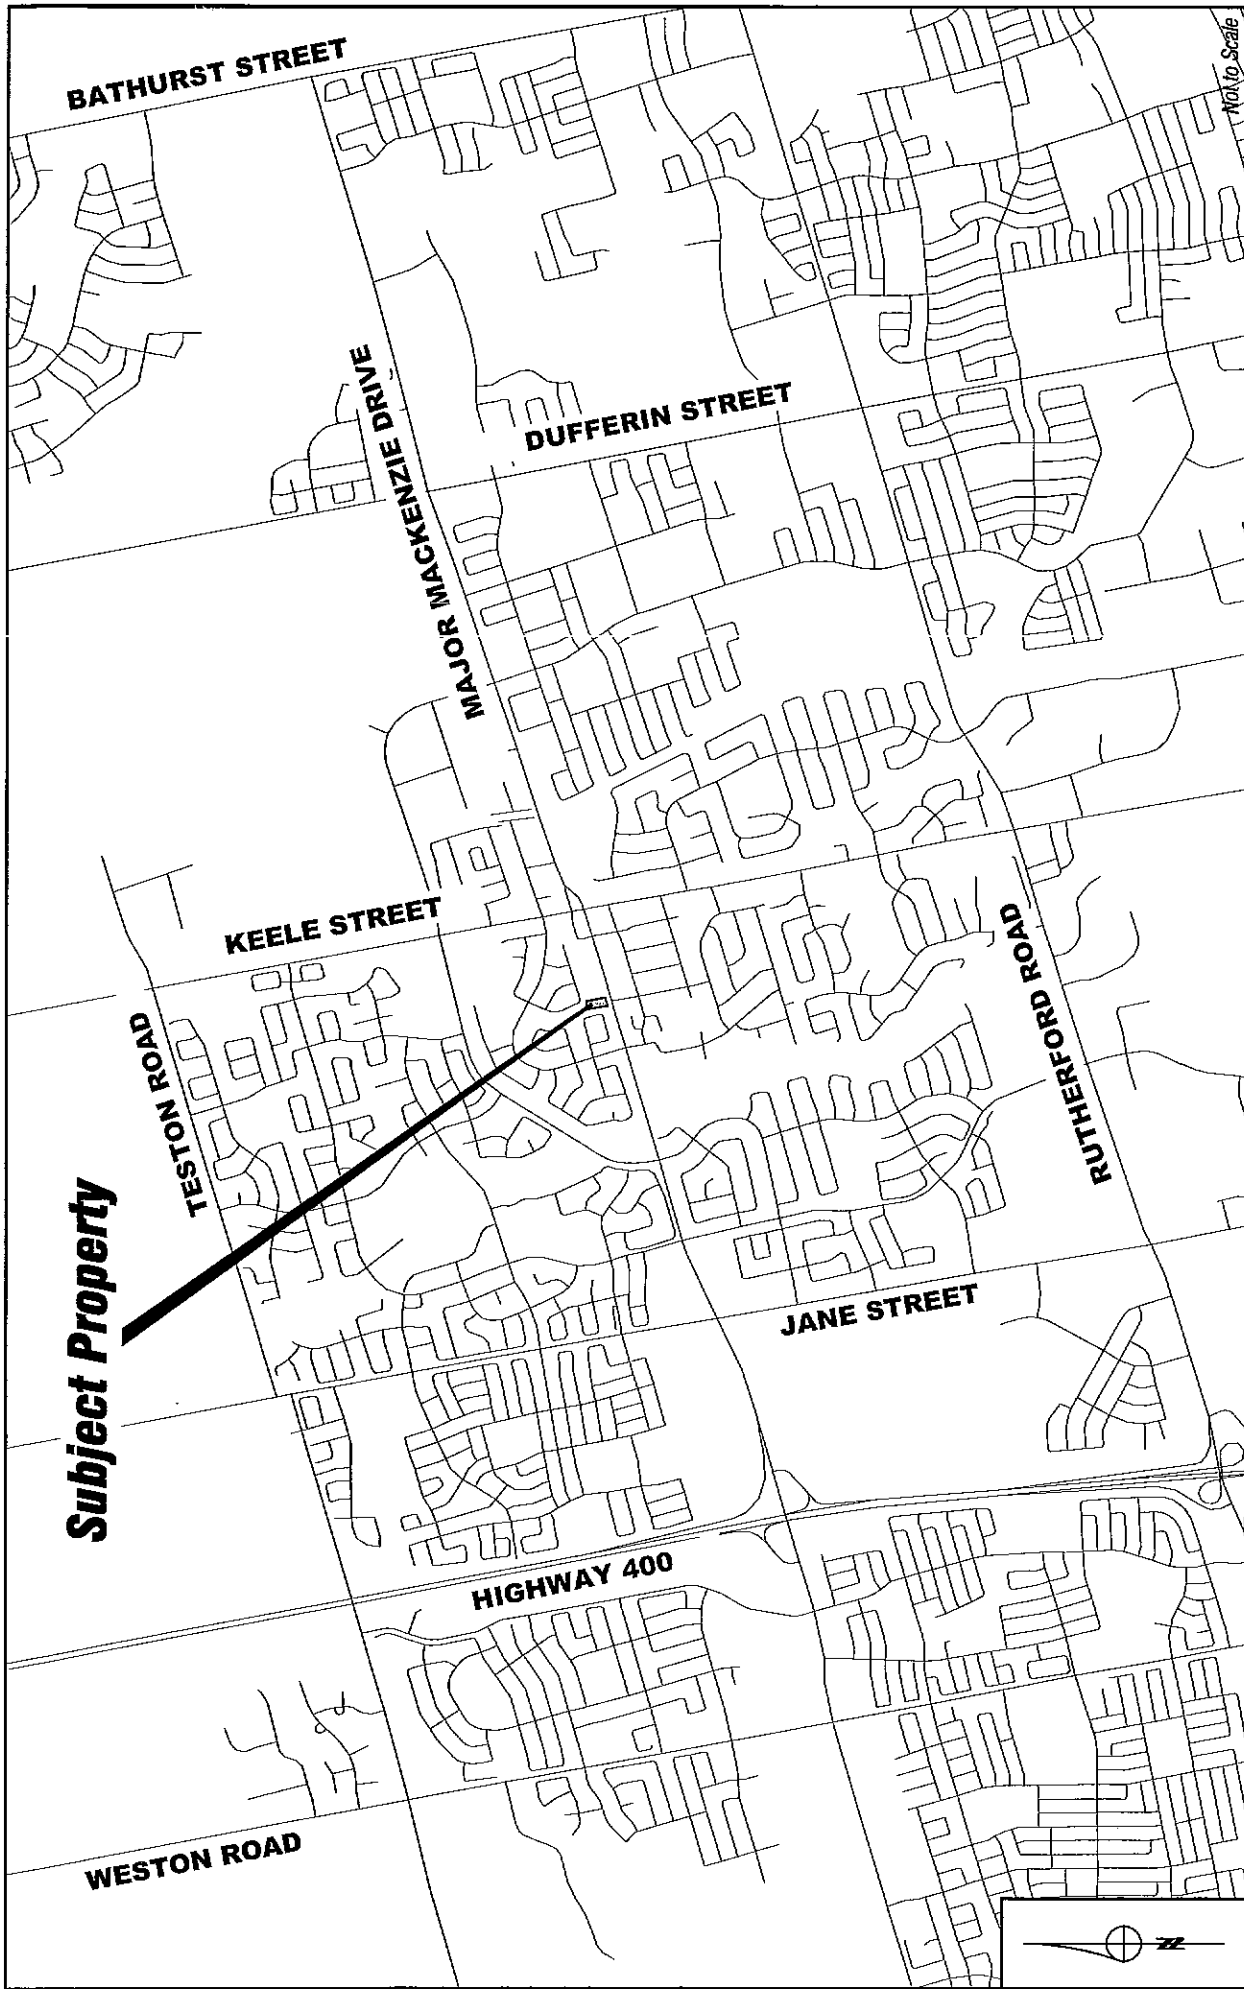 Subject Property
TESTON ROAD
KEELE STREET
BATHURST STREET
MAJOR MACKENZIE DRIVE
DUFFERIN STREET
WESTON ROAD
HIGHWAY 400
JANE STREET
RUTHERFORD ROAD
Not to Scale
N